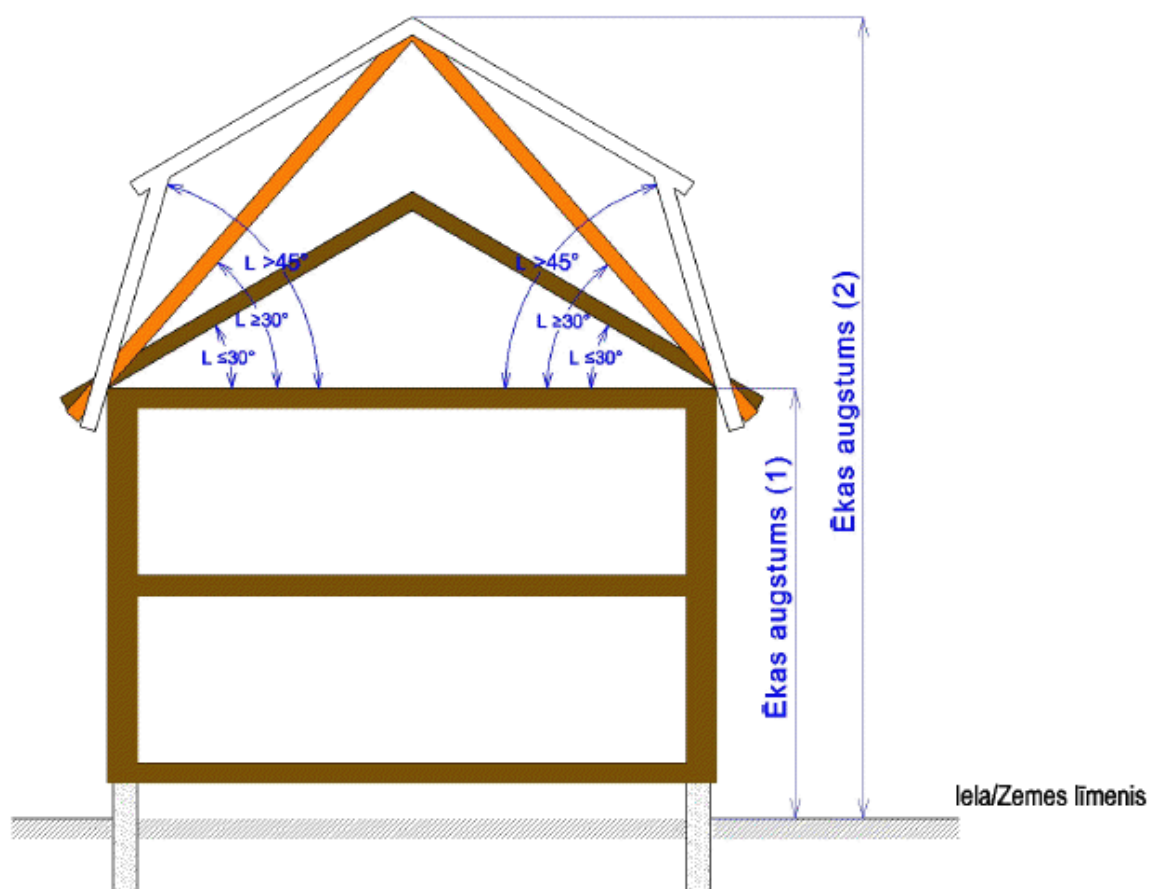 L >45°
L >45°
L ≥30°
L ≥30°
L ≤30°
L ≤30°
Ēkas augstums (1)
Ēkas augstums (2)
Iela/Zemes līmenis